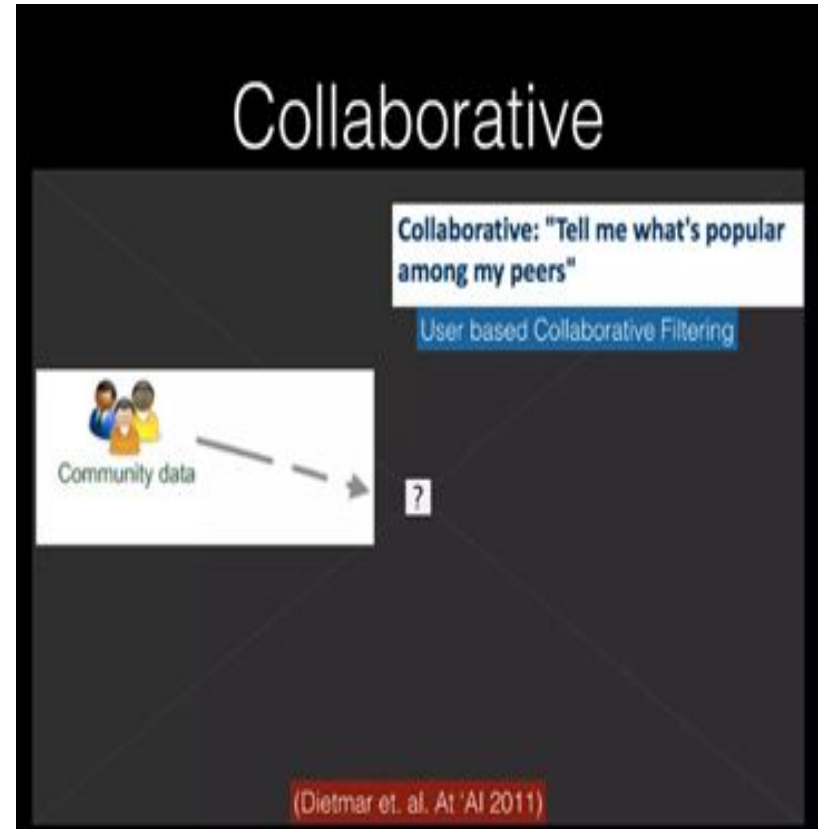 Collaborative
Collaborative: "Tell me what's popular
among my peers"
User based Collaborative Filtering
Community data
?
(Dietmar et. al. At 'AI 2011)